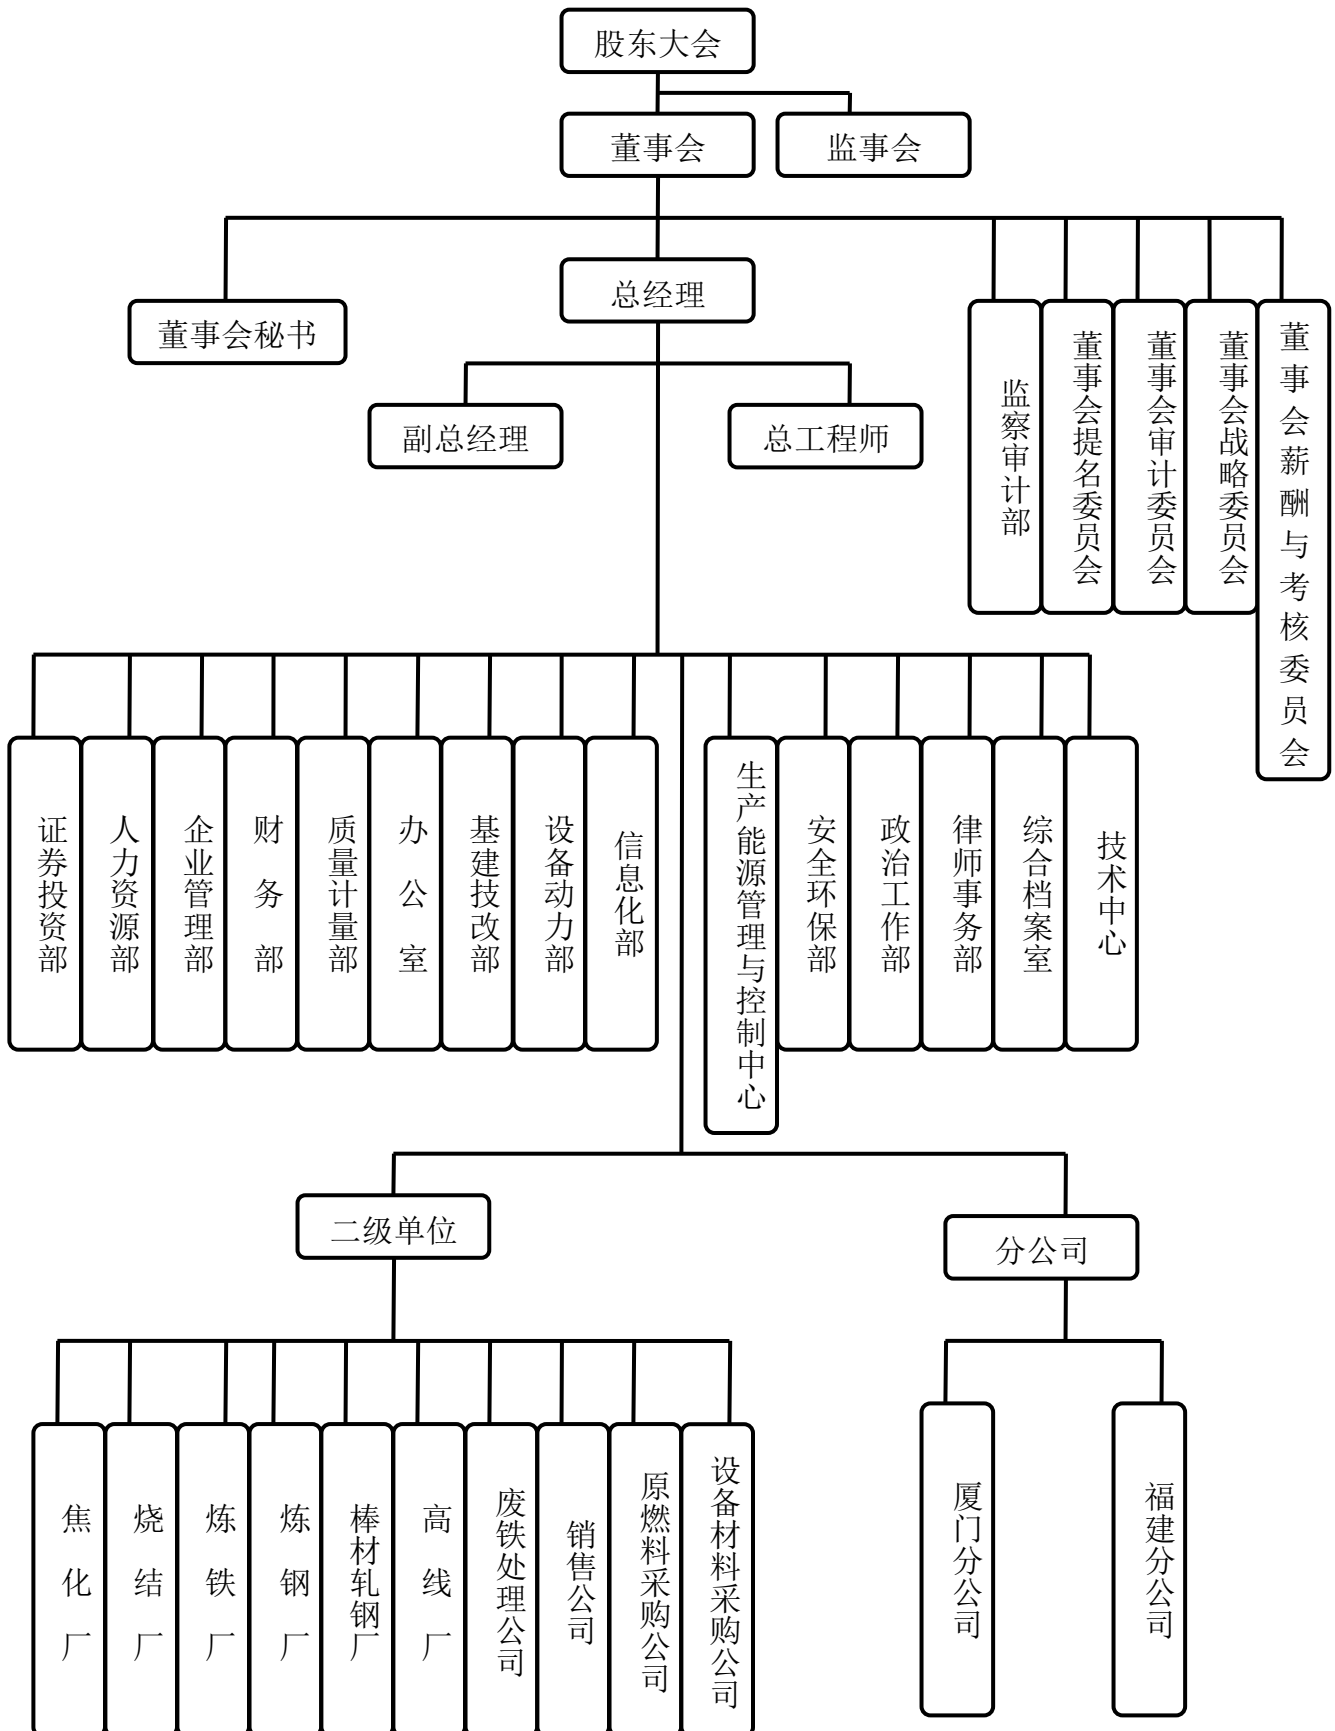 股东大会
董事会
监事会
总经理
董事会秘书
副总经理
总工程师
监察审计部
董事会提名委员会
董事会审计委员会
董事会战略委员会
董事会薪酬与考核委员会
证券投资部
人力资源部
企业管理部
财务部
质量计量部
办公室
基建技改部
设备动力部
信息化部
生产能源管理与控制中心
安全环保部
政治工作部
律师事务部
综合档案室
技术中心
二级单位
分公司
焦化厂
烧结厂
炼铁厂
炼钢厂
棒材轧钢厂
高线厂
废铁处理公司
销售公司
原燃料采购公司
设备材料采购公司
厦门分公司
福建分公司